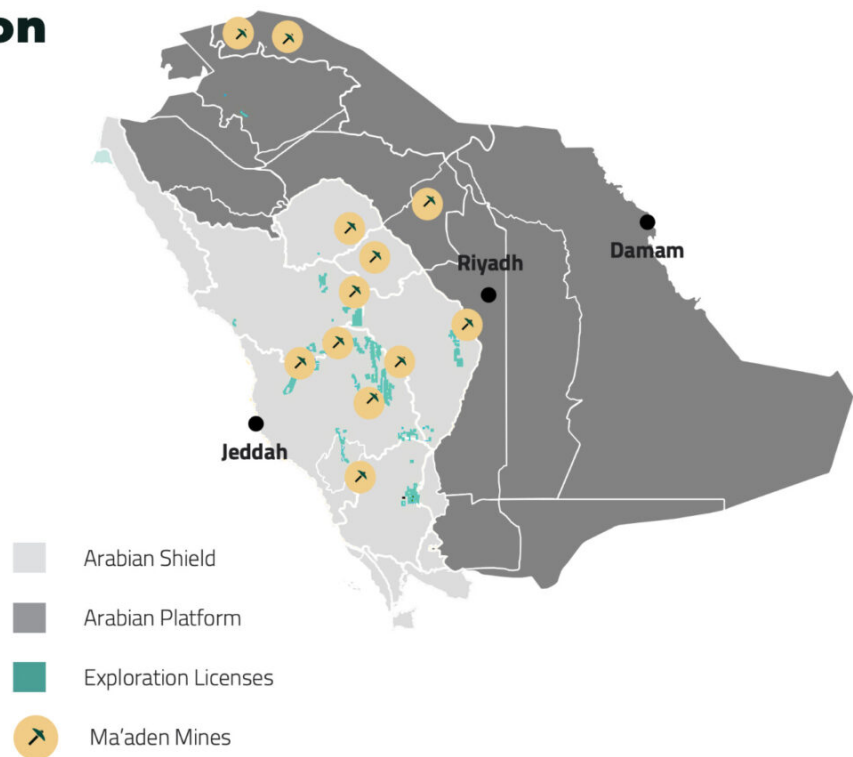 on
Riyadh
Damam
Jeddah
Arabian Shield
Arabian Platform
Exploration Licenses
Ma'aden Mines